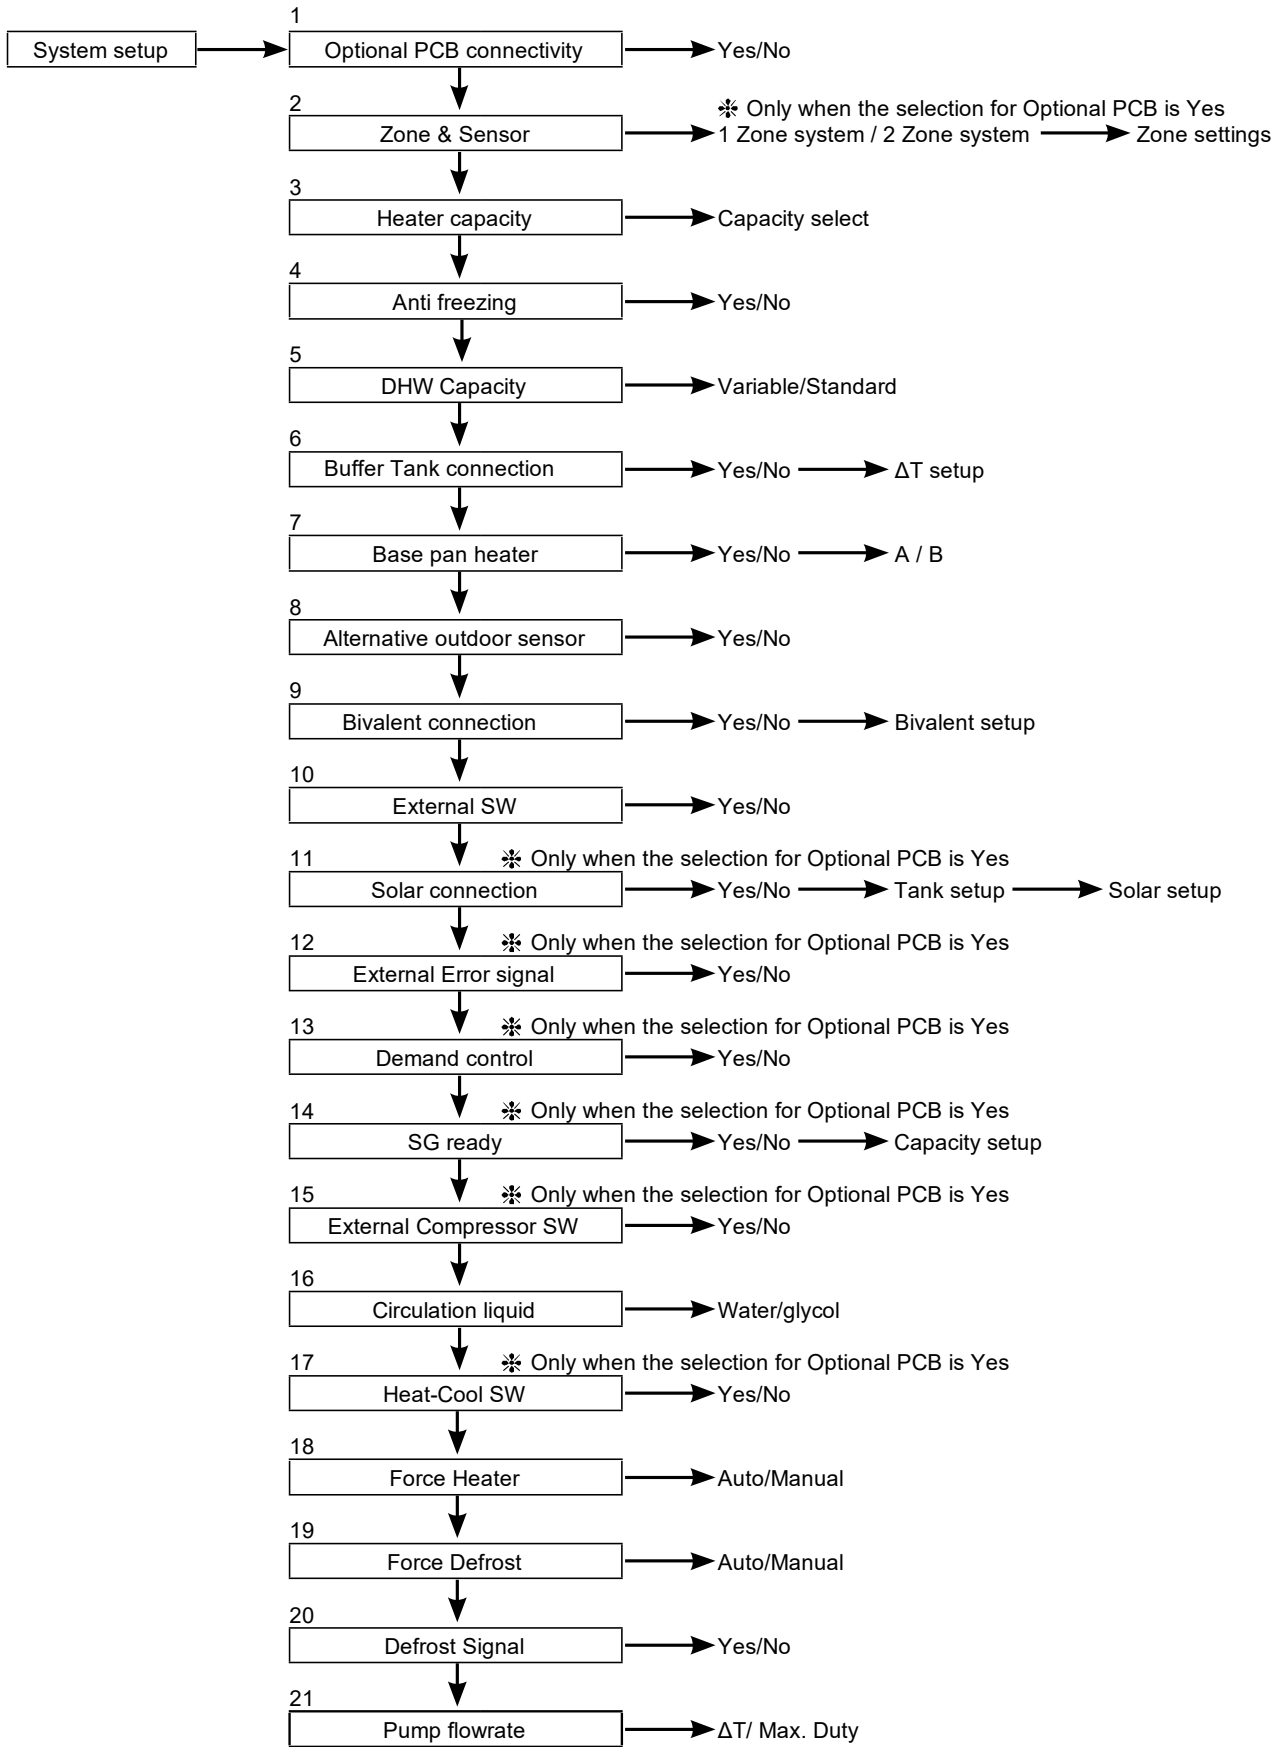 1
System setup Optional PCB connectivity Yes/No
2
❉ Only when the selection for Optional PCB is Yes
Zone & Sensor 1 Zone system / 2 Zone system Zone settings
3
Heater capacity Capacity select
4
Anti freezing Yes/No
5
DHW Capacity Variable/Standard
6
Buffer Tank connection Yes/No ΔT setup
7
Base pan heater Yes/No A / B
8
Alternative outdoor sensor Yes/No
9
Bivalent connection Yes/No Bivalent setup
10
External SW Yes/No
11 ❉ Only when the selection for Optional PCB is Yes
Solar connection Yes/No Tank setup Solar setup
12 ❉ Only when the selection for Optional PCB is Yes
External Error signal Yes/No
13 ❉ Only when the selection for Optional PCB is Yes
Demand control Yes/No
14 ❉ Only when the selection for Optional PCB is Yes
SG ready Yes/No Capacity setup
15 ❉ Only when the selection for Optional PCB is Yes
External Compressor SW Yes/No
16
Circulation liquid Water/glycol
17 ❉ Only when the selection for Optional PCB is Yes
Heat-Cool SW Yes/No
18
Force Heater Auto/Manual
19
Force Defrost Auto/Manual
20
Defrost Signal Yes/No
21
Pump flowrate ΔT/ Max. Duty